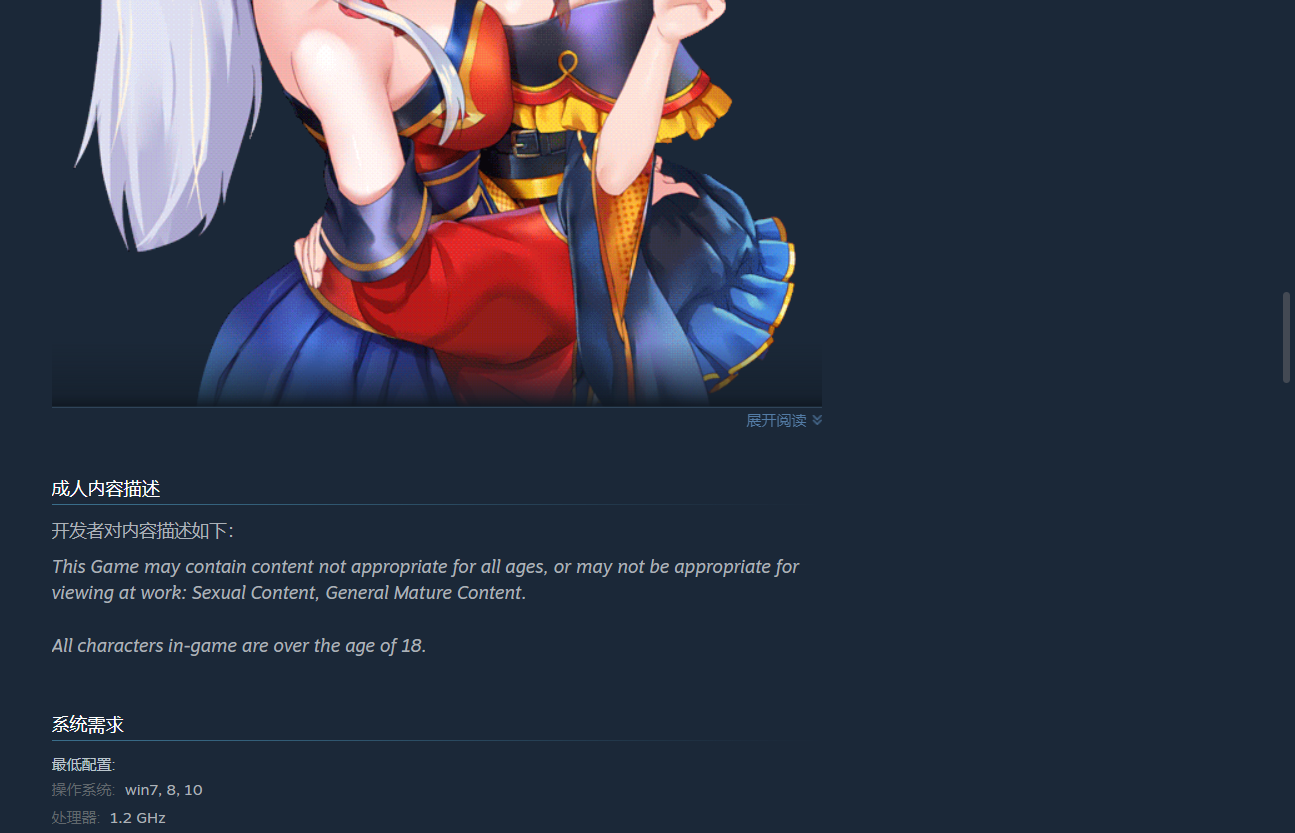 展开阅读
成人内容描述
开发者对内容描述如下：
This Game may contain content not appropriate for all ages, or may not be appropriate for
viewing at work: Sexual Content, General Mature Content.
All characters in-game are over the age of 18.
系统需求
最低配置:
操作系统: win7, 8, 10
处理器: 1.2 GHz